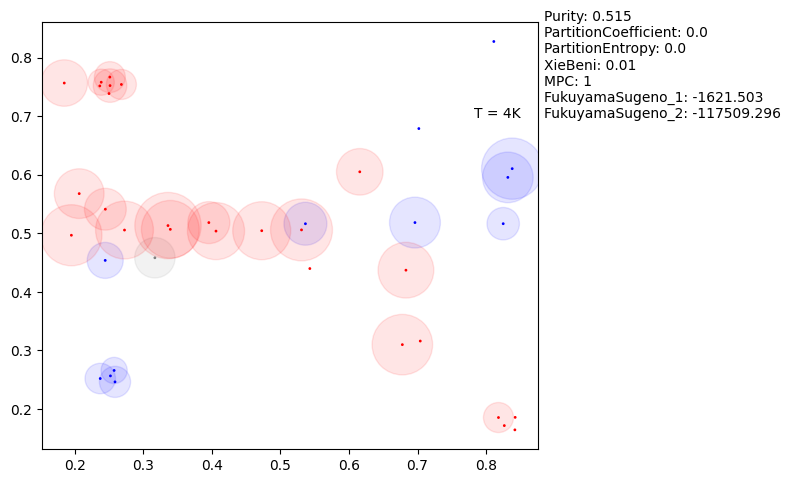 Purity: 0.515
PartitionCoefficient: 0.0
PartitionEntropy: 0.0
XieBeni: 0.01
MPC: 1
FukuyamaSugeno_1: -1621.503
FukuyamaSugeno_2: -117509.296
T = 4K
0.8
0.7
0.6
0.5
0.4
0.3
0.2
0.2 0.3 0.4 0.5 0.6 0.7 0.8